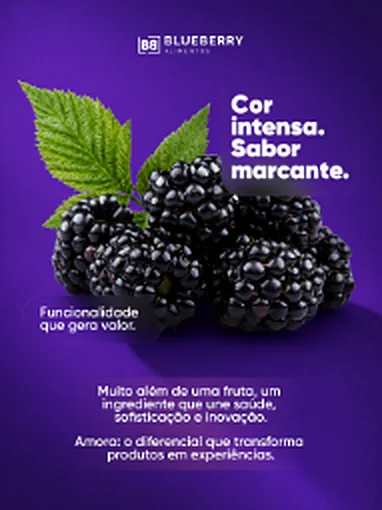 BB BLUEBERRY
ALIMENTOS
Cor
intensa.
Sabor
marcante.
Funcionalidade
que gera valor.
Muito além de uma fruta, um
ingrediente que une saúde,
sofisticação e inovação.
Amora: o diferencial que transforma
produtos em experiências.